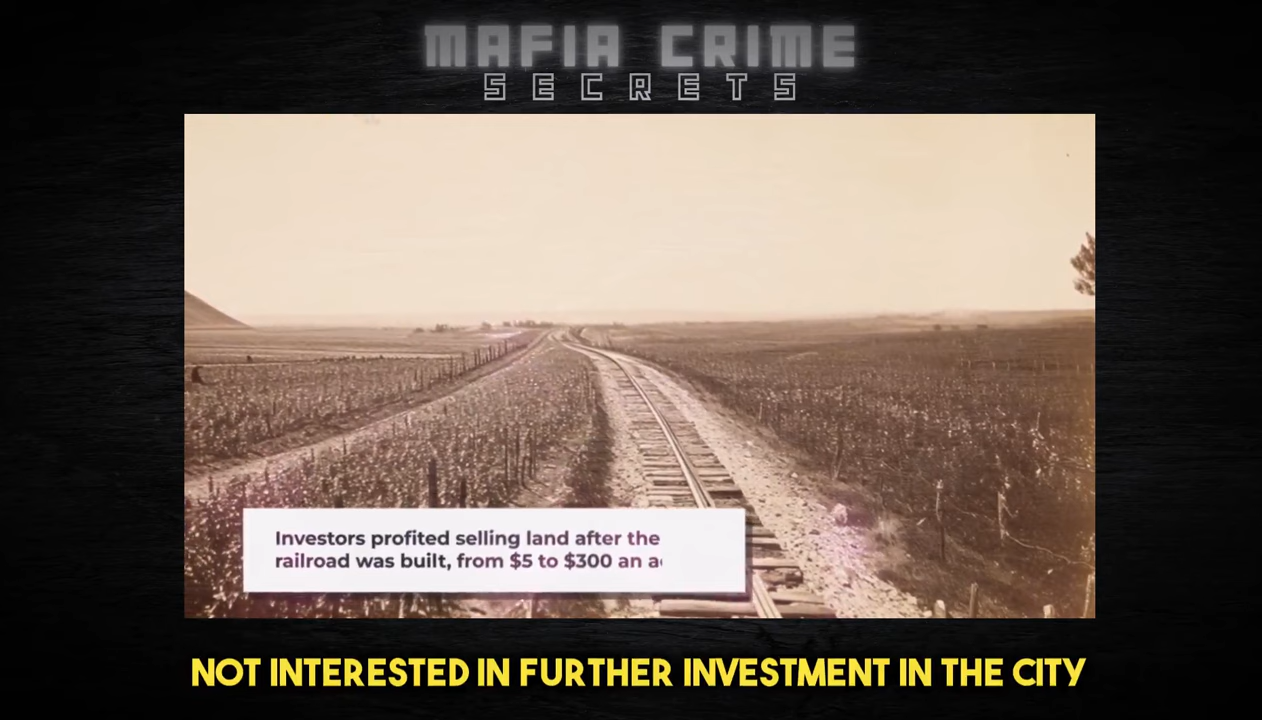 MAFIA CRIME
SECRETS
Investors profited selling land after the
railroad was built, from $5 to $300 an
NOT INTERESTED IN FURTHER INVESTMENT IN THE CITY